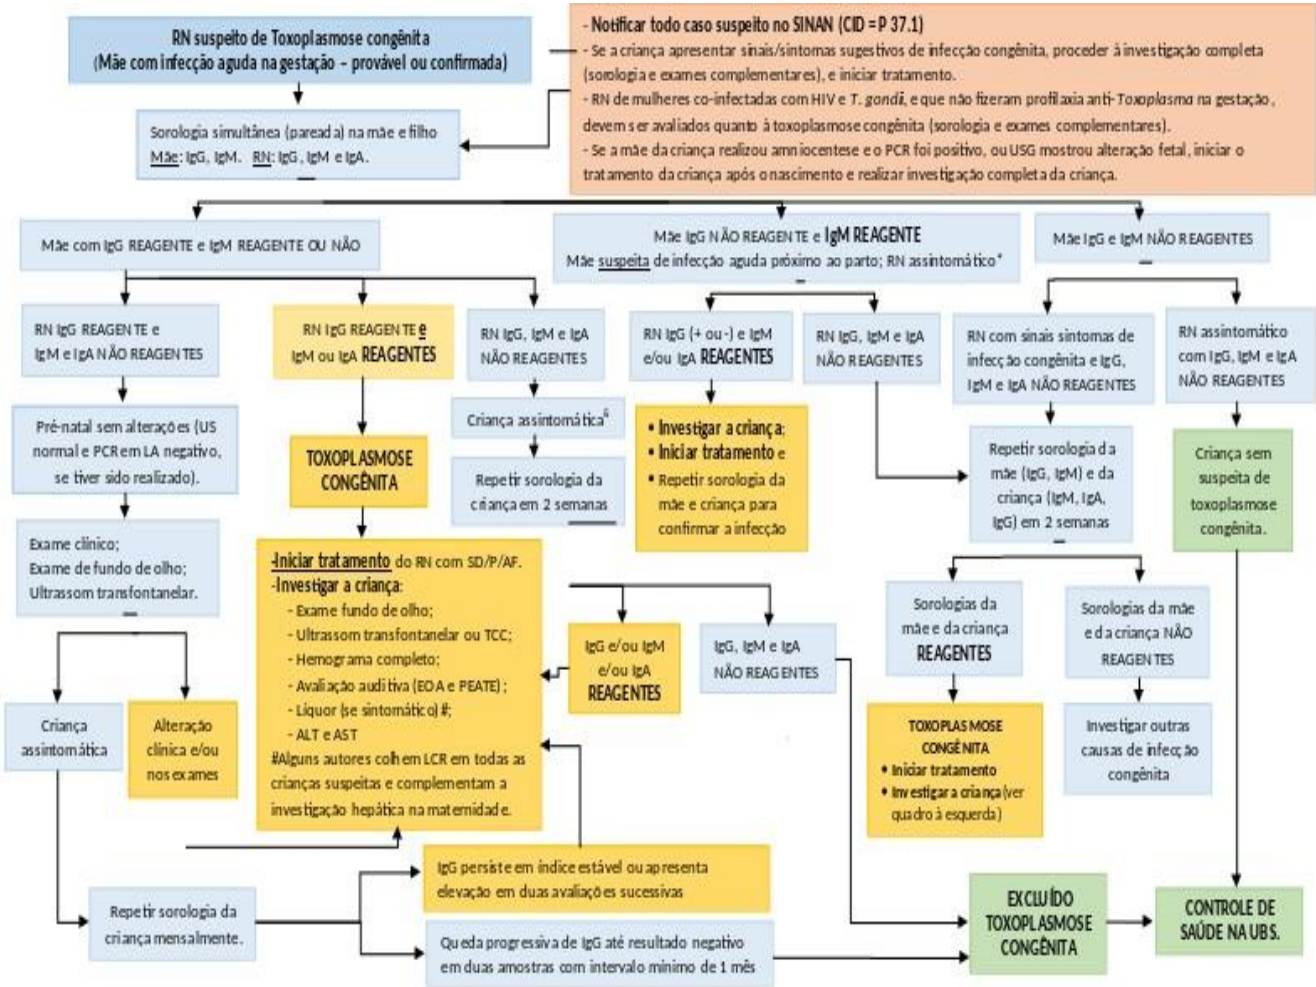 RN suspeito de Toxoplasmose congênita
(Mãe com infecção aguda na gestação – provável ou confirmada)
- Notificar todo caso suspeito no SINAN (CID = P 37.1)
- Se a criança apresentar sinais/sintomas sugestivos de infecção congênita, proceder à investigação completa
(sorologia e exames complementares), e iniciar tratamento.
- RN de mulheres co-infectadas com HIV e T. gondii, e que não fizeram profilaxia anti-Toxoplasma na gestação,
devem ser avaliados quanto à toxoplasmose congênita (sorologia e exames complementares).
- Se a mãe da criança realizou amniocentese e o PCR foi positivo, ou USG mostrou alteração fetal, iniciar o
tratamento da criança após o nascimento e realizar investigação completa da criança.
Sorologia simultânea (pareada) na mãe e filho
Mãe: IgG, IgM. RN: IgG, IgM e IgA.
Mãe com IgG REAGENTE e IgM REAGENTE OU NÃO
Mãe IgG NÃO REAGENTE e IgM REAGENTE
Mãe suspeita de infecção aguda próximo ao parto; RN assintomático*
Mãe IgG e IgM NÃO REAGENTES
RN IgG REAGENTE e
IgM e IgA NÃO REAGENTES
RN IgG REAGENTE e
IgM ou IgA REAGENTES
RN IgG, IgM e IgA
NÃO REAGENTES
RN IgG (+ ou -) e IgM
e/ou IgA REAGENTES
RN IgG, IgM e IgA
NÃO REAGENTES
RN com sinais sintomas de
infecção congênita e IgG,
IgM e IgA NÃO REAGENTES
RN assintomático
com IgG, IgM e IgA
NÃO REAGENTES
Pré-natal sem alterações (US
normal e PCR em LA negativo,
se tiver sido realizado).
TOXOPLASMOSE
CONGÊNITA
Criança assintomática
Repetir sorologia da
criança em 2 semanas
• Investigar a criança;
• Iniciar tratamento e
• Repetir sorologia da
mãe e criança para
confirmar a infecção
Repetir sorologia da
mãe (IgG, IgM) e da
criança (IgM, IgA,
IgG) em 2 semanas
Criança sem
suspeita de
toxoplasmose
congênita.
Exame clínico;
Exame de fundo de olho;
Ultrassom transfontanelar.
-Iniciar tratamento do RN com SD/P/AF.
-Investigar a criança:
- Exame fundo de olho;
- Ultrassom transfontanelar ou TCC;
- Hemograma completo;
- Avaliação auditiva (EOA e PEATE);
- Líquor (se sintomático) #;
- ALT e AST
#Alguns autores colhem LCR em todas as
crianças suspeitas e complementam a
investigação hepática na maternidade.
IgG e/ou IgM
e/ou IgA
REAGENTES
IgG, IgM e IgA
NÃO REAGENTES
Sorologias da
mãe e da criança
REAGENTES
Sorologias da mãe
e da criança NÃO
REAGENTES
Criança
assintomática
Alteração
clínica e/ou
nos exames
TOXOPLASMOSE
CONGÊNITA
• Iniciar tratamento
• Investigar a criança (ver
quadro à esquerda)
Investigar outras
causas de infecção
congênita
Repetir sorologia da
criança mensalmente.
IgG persiste em índice estável ou apresenta
elevação em duas avaliações sucessivas
Queda progressiva de IgG até resultado negativo
em duas amostras com intervalo mínimo de 1 mês
EXCLUÍDO
TOXOPLASMOSE
CONGÊNITA
CONTROLE DE
SAÚDE NA UBS.